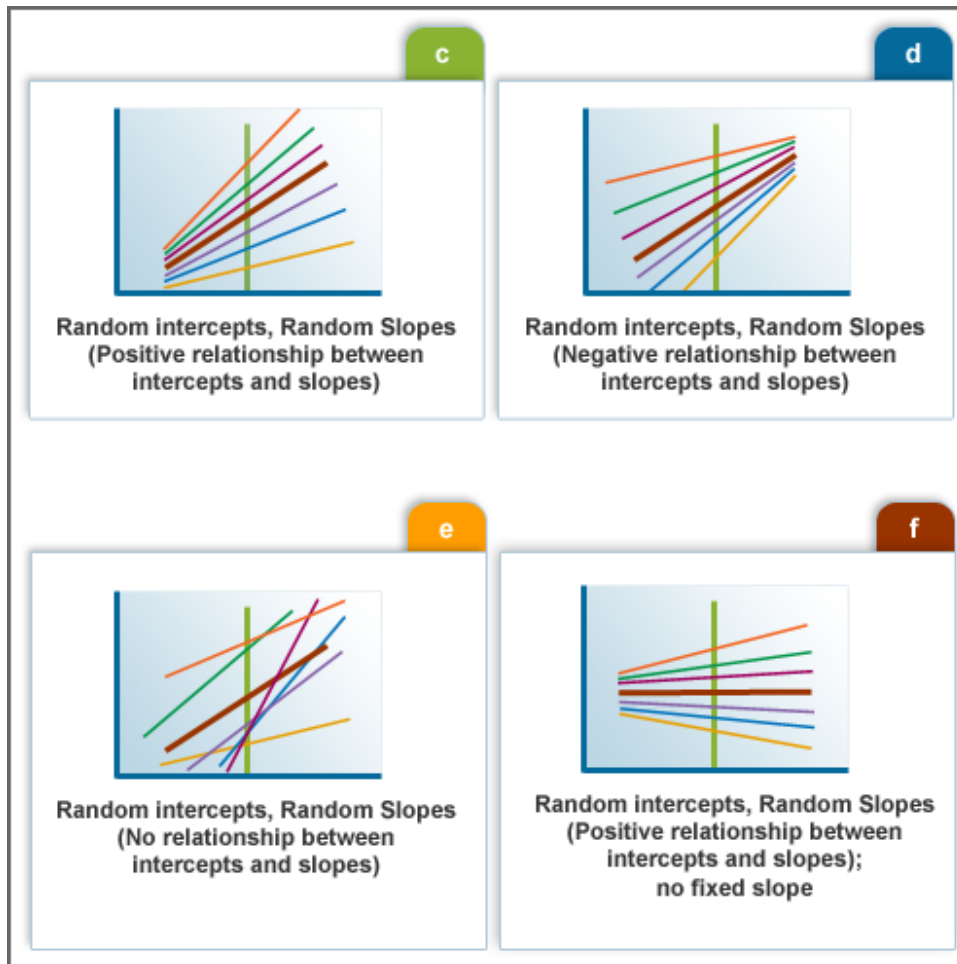 c
Random intercepts, Random Slopes
(Positive relationship between
intercepts and slopes)
d
Random intercepts, Random Slopes
(Negative relationship between
intercepts and slopes)
e
Random intercepts, Random Slopes
(No relationship between
intercepts and slopes)
f
Random intercepts, Random Slopes
(Positive relationship between
intercepts and slopes);
no fixed slope